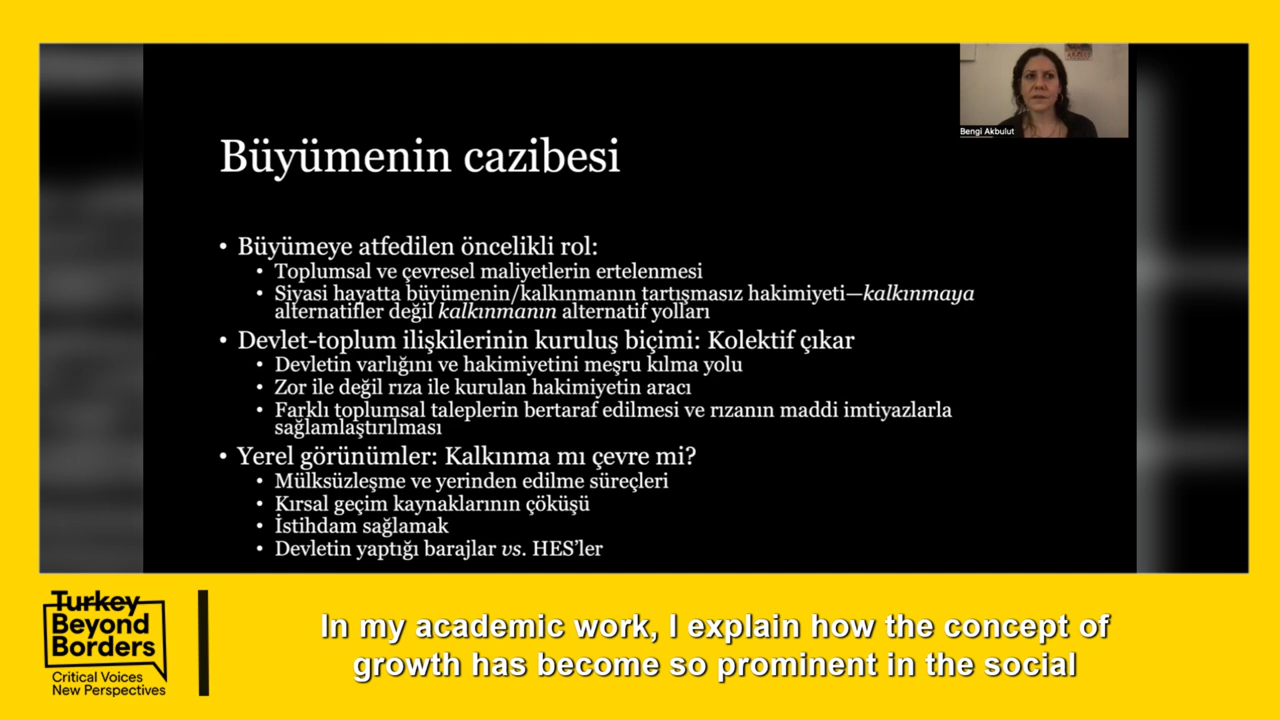 Bengi Akbulut
Büyümenin cazibesi
• Büyümeye atfedilen öncelikli rol:
• Toplumsal ve çevresel maliyetlerin ertelenmesi
• Siyasi hayatta büyümenin/kalkınmanın tartışmasız hakimiyeti—kalkınmaya
alternatifler değil kalkınmanın alternatif yolları
• Devlet-toplum ilişkilerinin kuruluş biçimi: Kolektif çıkar
• Devletin varlığını ve hakimiyetini meşru kılma yolu
• Zor ile değil rıza ile kurulan hakimiyetin aracı
• Farklı toplumsal taleplerin bertaraf edilmesi ve rızanın maddi imtiyazlarla
sağlamlaştırılması
• Yerel görünümler: Kalkınma mı çevre mi?
• Mülksüzleşme ve yerinden edilme süreçleri
• Kırsal geçim kaynaklarının çöküşü
• İstihdam sağlamak
• Devletin yaptığı barajlar vs. HES’ler
Turkey
Beyond
Borders
Critical Voices
New Perspectives
In my academic work, I explain how the concept of
growth has become so prominent in the social